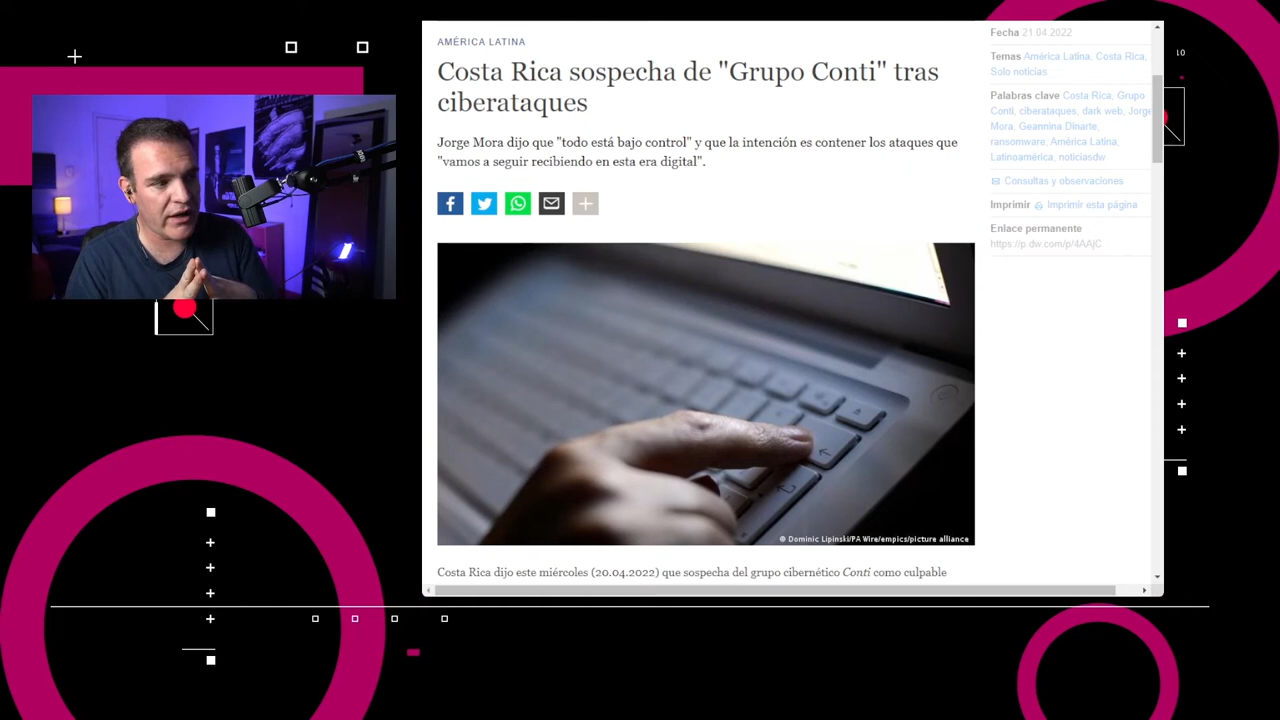 AMÉRICA LATINA
Costa Rica sospecha de "Grupo Conti" tras
ciberataques
Jorge Mora dijo que "todo está bajo control" y que la intención es contener los ataques que
"vamos a seguir recibiendo en esta era digital".
© Dominic Lipinski/PA Wire/empics/picture alliance
Costa Rica dijo este miércoles (20.04.2022) que sospecha del grupo cibernético Conti como culpable
Fecha 21.04.2022
Temas América Latina, Costa Rica,
Solo noticias
Palabras clave Costa Rica, Grupo
Conti, ciberataques, dark web, Jorge
Mora, Geannina Dinarte,
ransomware, América Latina,
Latinoamérica, noticiasdw
Consultas y observaciones
Imprimir Imprimir esta página
Enlace permanente
https://p.dw.com/p/4AAjC
10